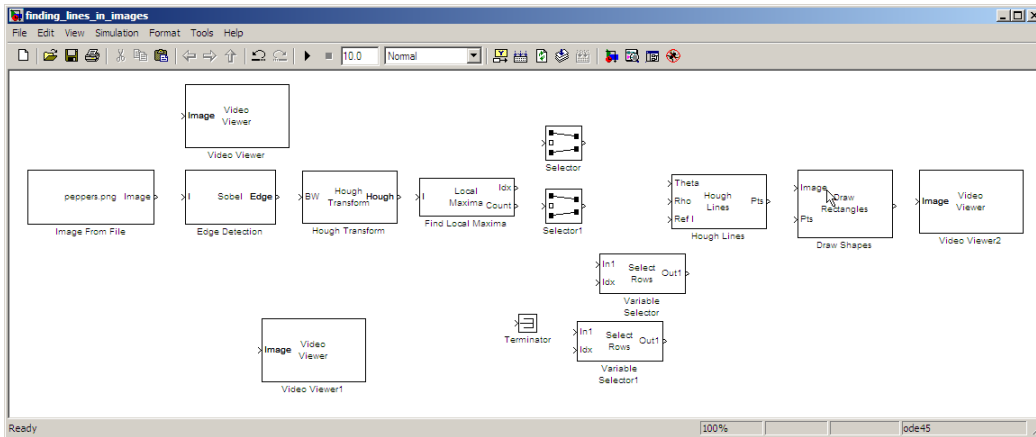 finding_lines_in_images
File Edit View Simulation Format Tools Help
10.0 Normal
Image Video Viewer
Video Viewer
Selector
peppers.png Image
Image From File
I Sobel Edge
Edge Detection
BW Hough Transform Hough
Hough Transform
I Local Maxima Idx Count
Find Local Maxima
Selector1
Theta Rho Ref I Hough Lines Pts
Hough Lines
Image Pts Draw Rectangles
Draw Shapes
Image Video Viewer
Video Viewer2
In1 Idx Select Rows Out1
Variable Selector
Terminator
In1 Idx Select Rows Out1
Variable Selector1
Image Video Viewer
Video Viewer1
Ready 100% ode45